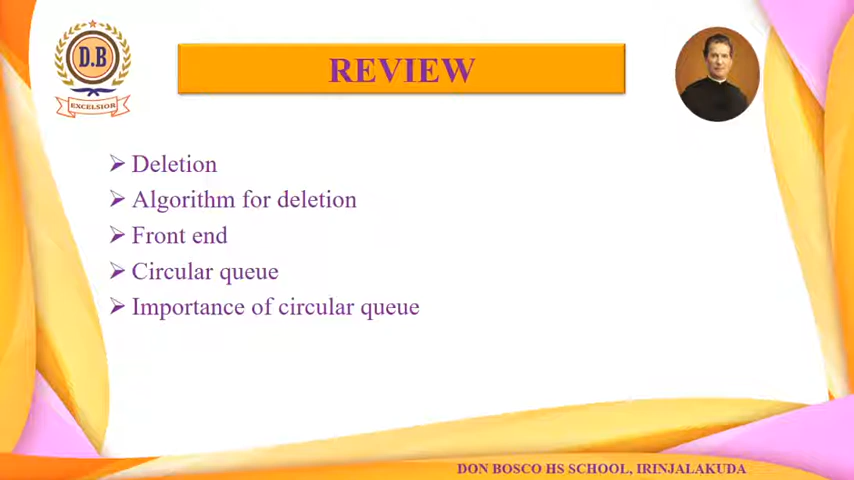 D.B
EXCELSIOR
REVIEW
Deletion
Algorithm for deletion
Front end
Circular queue
Importance of circular queue
DON BOSCO HS SCHOOL, IRINJALAKUDA